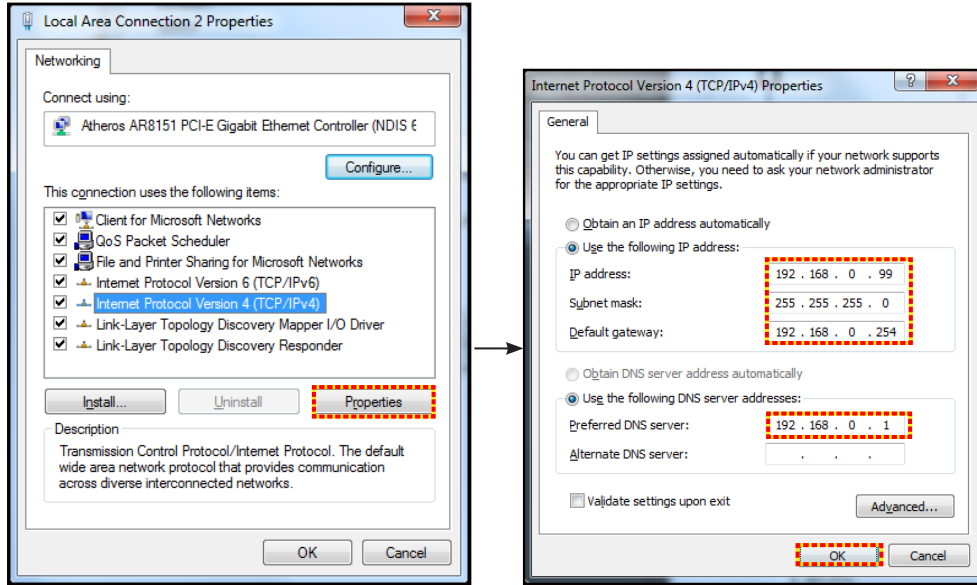 Local Area Connection 2 Properties
Networking
Connect using:
Atheros AR8151 PCI-E Gigabit Ethernet Controller (NDIS 6
Configure...
This connection uses the following items:
Client for Microsoft Networks
QoS Packet Scheduler
File and Printer Sharing for Microsoft Networks
Internet Protocol Version 6 (TCP/IPv6)
Internet Protocol Version 4 (TCP/IPv4)
Link-Layer Topology Discovery Mapper I/O Driver
Link-Layer Topology Discovery Responder
Install...
Uninstall
Properties
Description
Transmission Control Protocol/Internet Protocol. The default
wide area network protocol that provides communication
across diverse interconnected networks.
OK
Cancel
Internet Protocol Version 4 (TCP/IPv4) Properties
General
You can get IP settings assigned automatically if your network supports
this capability. Otherwise, you need to ask your network administrator
for the appropriate IP settings.
Obtain an IP address automatically
Use the following IP address:
IP address: 192 . 168 . 0 . 99
Subnet mask: 255 . 255 . 255 . 0
Default gateway: 192 . 168 . 0 . 254
Obtain DNS server address automatically
Use the following DNS server addresses:
Preferred DNS server: 192 . 168 . 0 . 1
Alternate DNS server: . . .
Validate settings upon exit
Advanced...
OK
Cancel